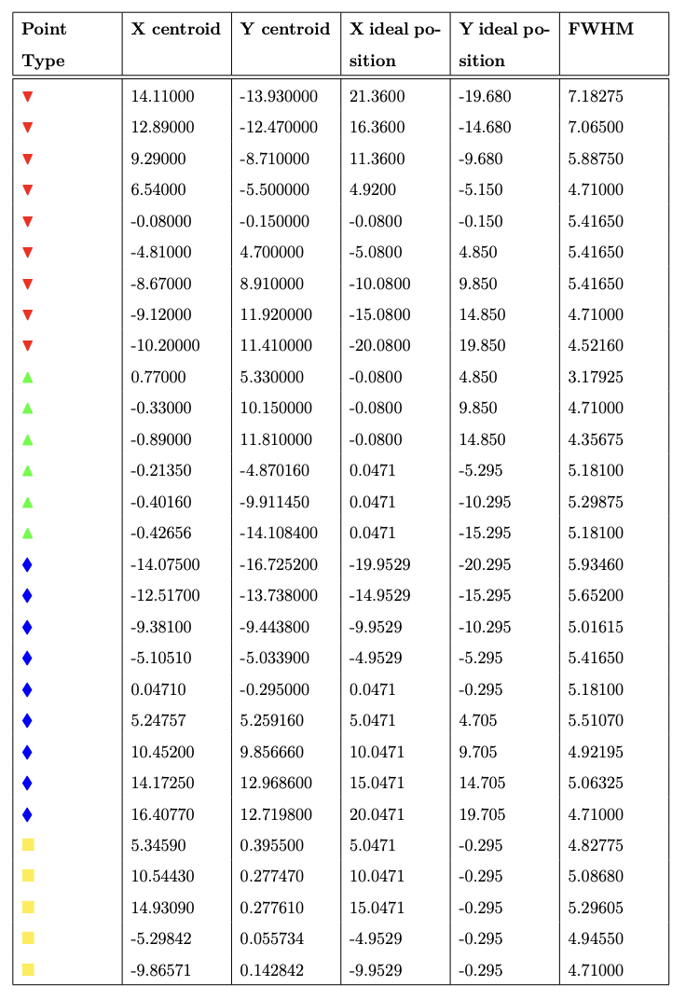 Point X centroid Y centroid X ideal po- Y ideal po- FWHM
Type sition sition
14.11000 -13.930000 21.3600 -19.680 7.18275
12.89000 -12.470000 16.3600 -14.680 7.06500
9.29000 -8.710000 11.3600 -9.680 5.88750
6.54000 -5.500000 4.9200 -5.150 4.71000
-0.08000 -0.150000 -0.0800 -0.150 5.41650
-4.81000 4.700000 -5.0800 4.850 5.41650
-8.67000 8.910000 -10.0800 9.850 5.41650
-9.12000 11.920000 -15.0800 14.850 4.71000
-10.20000 11.410000 -20.0800 19.850 4.52160
0.77000 5.330000 -0.0800 4.850 3.17925
-0.33000 10.150000 -0.0800 9.850 4.71000
-0.89000 11.810000 -0.0800 14.850 4.35675
-0.21350 -4.870160 0.0471 -5.295 5.18100
-0.40160 -9.911450 0.0471 -10.295 5.29875
-0.42656 -14.108400 0.0471 -15.295 5.18100
-14.07500 -16.725200 -19.9529 -20.295 5.93460
-12.51700 -13.738000 -14.9529 -15.295 5.65200
-9.38100 -9.443800 -9.9529 -10.295 5.01615
-5.10510 -5.033900 -4.9529 -5.295 5.41650
0.04710 -0.295000 0.0471 -0.295 5.18100
5.24757 5.259160 5.0471 4.705 5.51070
10.45200 9.856660 10.0471 9.705 4.92195
14.17250 12.968600 15.0471 14.705 5.06325
16.40770 12.719800 20.0471 19.705 4.71000
5.34590 0.395500 5.0471 -0.295 4.82775
10.54430 0.277470 10.0471 -0.295 5.08680
14.93090 0.277610 15.0471 -0.295 5.29605
-5.29842 0.055734 -4.9529 -0.295 4.94550
-9.86571 0.142842 -9.9529 -0.295 4.71000